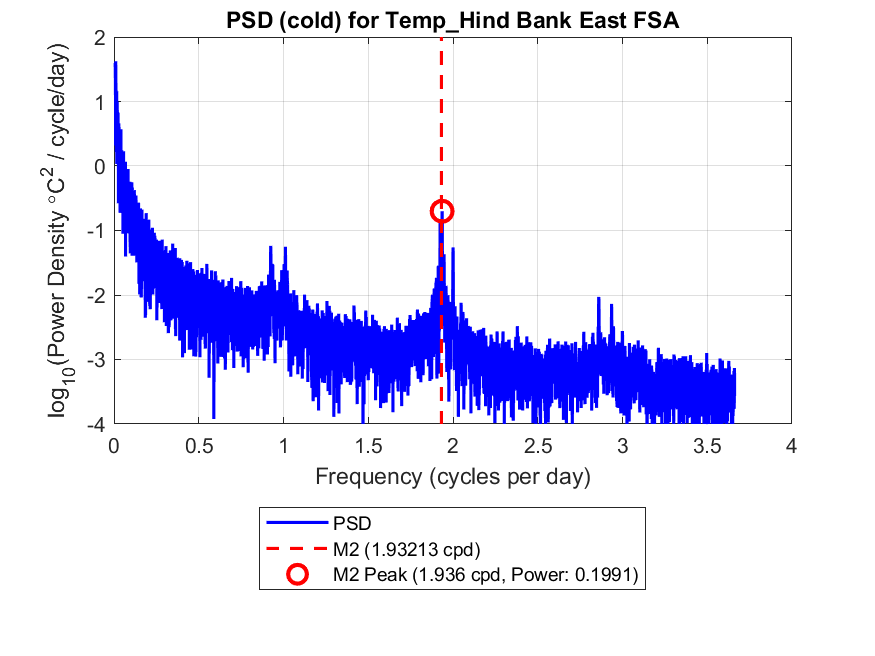 PSD (cold) for Temp_Hind Bank East FSA
log10(Power Density °C2 / cycle/day)
2
1
0
-1
-2
-3
-4
0 0.5 1 1.5 2 2.5 3 3.5 4
Frequency (cycles per day)
PSD
M2 (1.93213 cpd)
M2 Peak (1.936 cpd, Power: 0.1991)